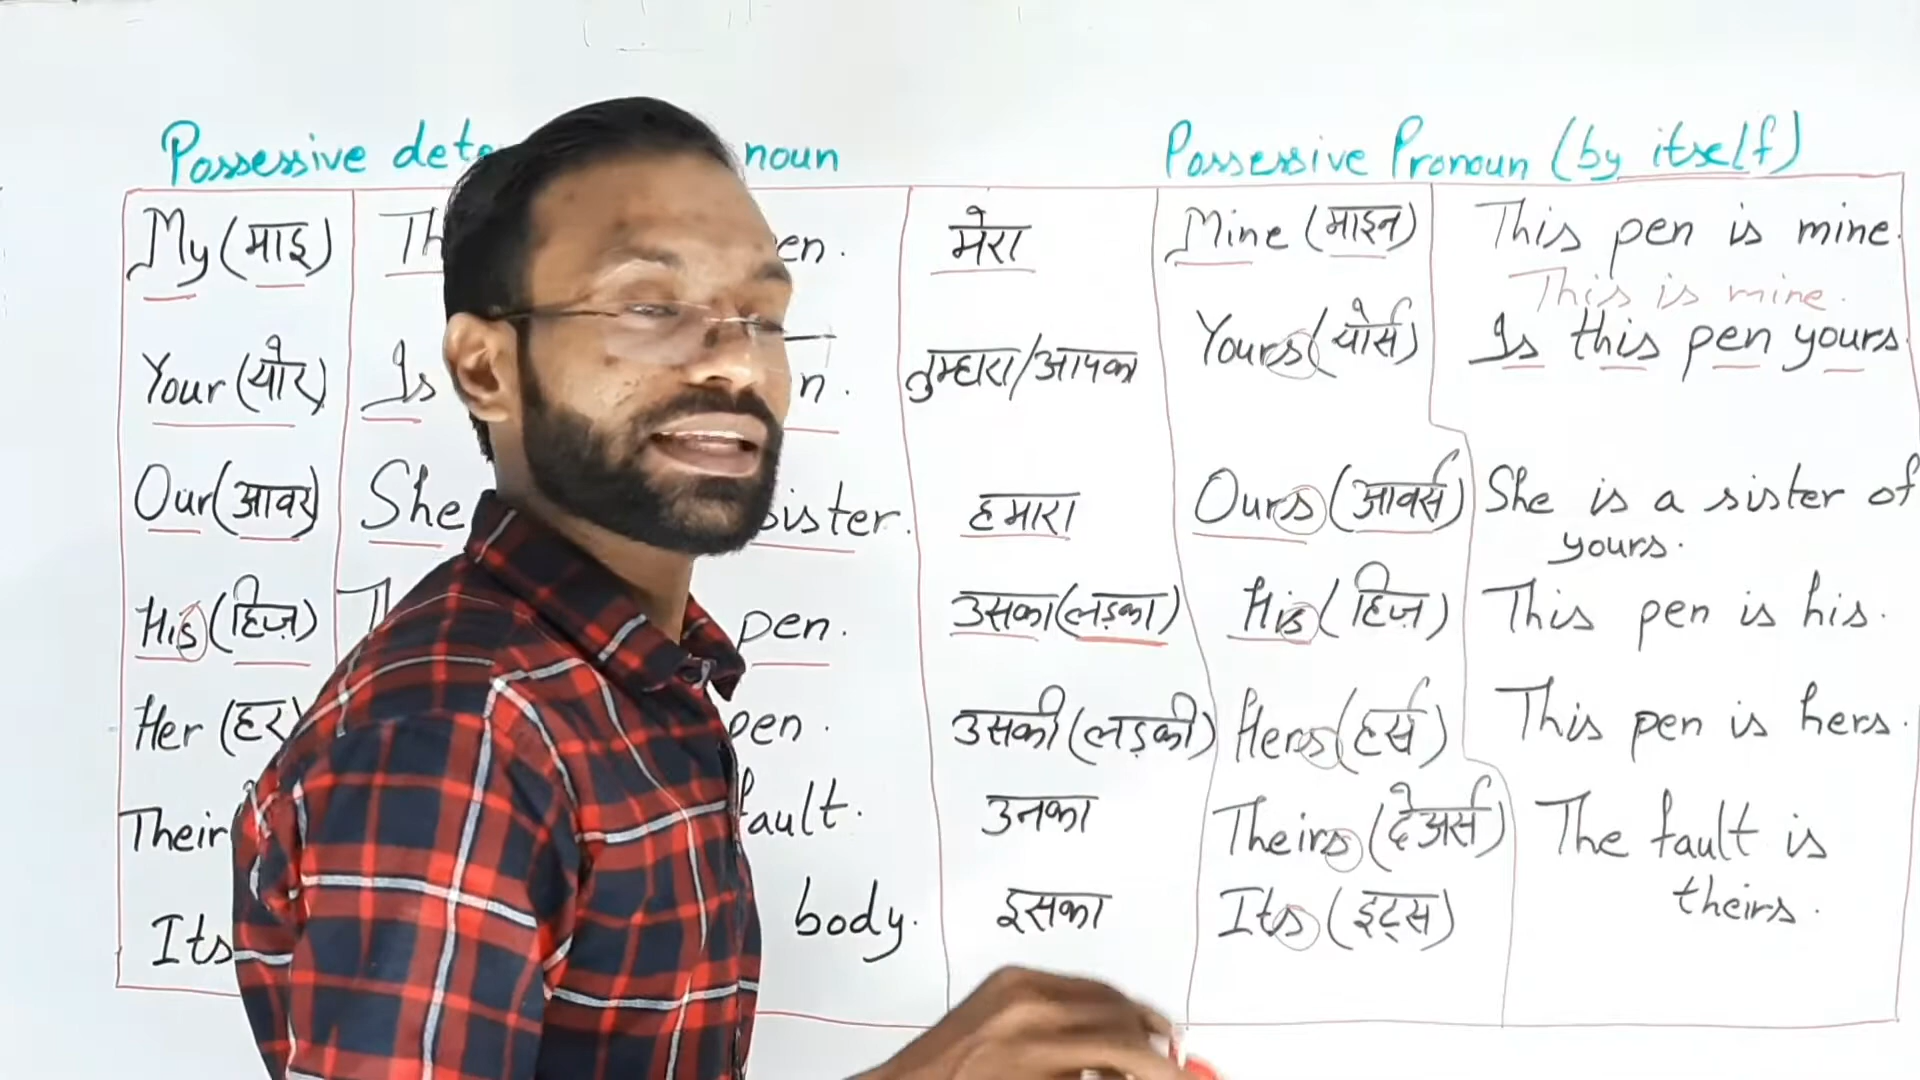 Possessive noun Possessive Pronoun (by itself)
My (माइ) en. मेरा Mine (माइन) This pen is mine.
This is mine.
Your (योर) Is n. तुम्हारा/आपका Yours (योर्स) Is this pen yours.
Our (आवर) She sister. हमारा Ours (आवर्स) She is a sister of
yours.
His (हिज़) pen. उसका (लड़का) His (हिज़) This pen is his.
Her (हर) pen. उसकी (लड़की) Hers (हर्स) This pen is hers.
Their fault. उनका Theirs (देअर्स) The fault is
theirs.
Its body. इसका Its (इट्स)